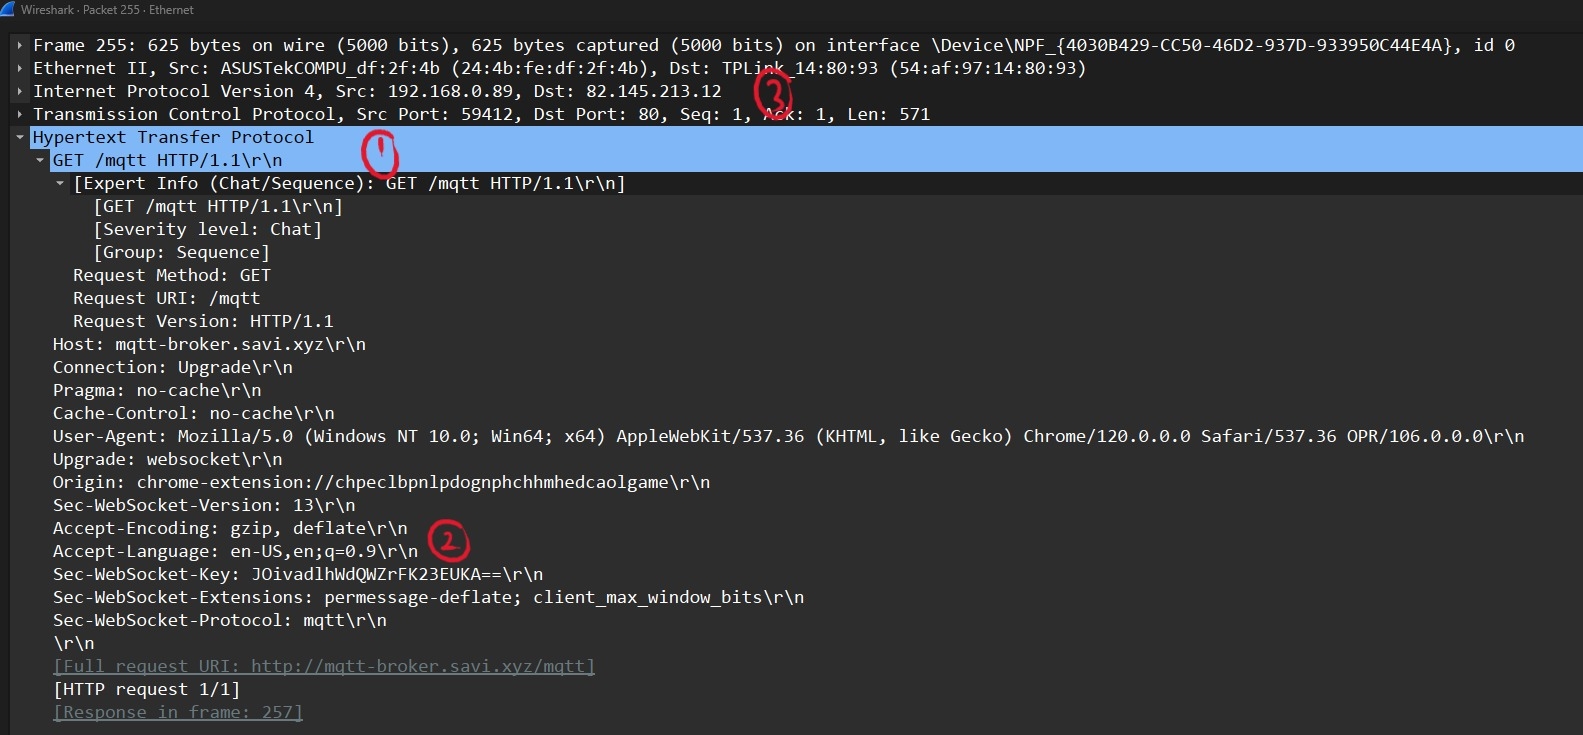 Wireshark · Packet 255 · Ethernet
Frame 255: 625 bytes on wire (5000 bits), 625 bytes captured (5000 bits) on interface \Device\NPF_{4030B429-CC50-46D2-937D-933950C44E4A}, id 0
Ethernet II, Src: ASUSTekCOMPU_df:2f:4b (24:4b:fe:df:2f:4b), Dst: TPLink_14:80:93 (54:af:97:14:80:93)
3
Internet Protocol Version 4, Src: 192.168.0.89, Dst: 82.145.213.12
Transmission Control Protocol, Src Port: 59412, Dst Port: 80, Seq: 1, Ack: 1, Len: 571
Hypertext Transfer Protocol
1
GET /mqtt HTTP/1.1\r\n
[Expert Info (Chat/Sequence): GET /mqtt HTTP/1.1\r\n]
[GET /mqtt HTTP/1.1\r\n]
[Severity level: Chat]
[Group: Sequence]
Request Method: GET
Request URI: /mqtt
Request Version: HTTP/1.1
Host: mqtt-broker.savi.xyz\r\n
Connection: Upgrade\r\n
Pragma: no-cache\r\n
Cache-Control: no-cache\r\n
User-Agent: Mozilla/5.0 (Windows NT 10.0; Win64; x64) AppleWebKit/537.36 (KHTML, like Gecko) Chrome/120.0.0.0 Safari/537.36 OPR/106.0.0.0\r\n
Upgrade: websocket\r\n
Origin: chrome-extension://chpeclbpnlpdognphchhmhedcaolgame\r\n
Sec-WebSocket-Version: 13\r\n
Accept-Encoding: gzip, deflate\r\n
2
Accept-Language: en-US,en;q=0.9\r\n
Sec-WebSocket-Key: JOivadlhWdQWZrFK23EUKA==\r\n
Sec-WebSocket-Extensions: permessage-deflate; client_max_window_bits\r\n
Sec-WebSocket-Protocol: mqtt\r\n
\r\n
[Full request URI: http://mqtt-broker.savi.xyz/mqtt]
[HTTP request 1/1]
[Response in frame: 257]